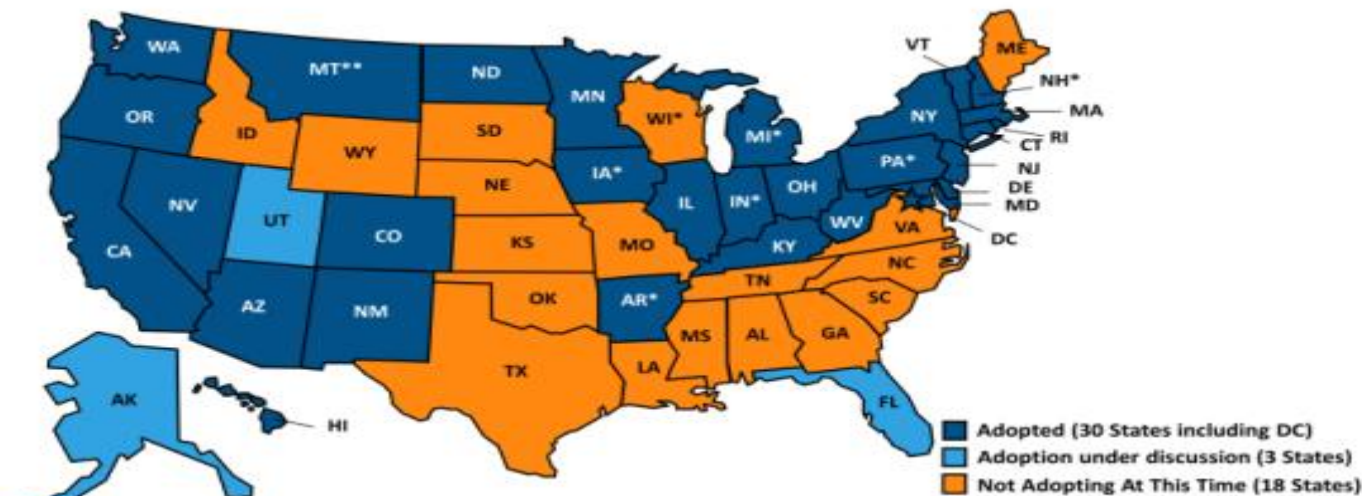 WA
MT**
ND
MN
VT
ME
NH*
MA
OR
ID
SD
WI*
MI*
NY
RI
CT
WY
IA*
PA*
NJ
NE
OH
DE
NV
UT
IL
IN*
MD
CO
WV
VA
DC
CA
KS
MO
KY
NC
TN
AZ
NM
OK
AR*
SC
MS
AL
GA
TX
LA
AK
FL
HI
Adopted (30 States including DC)
Adoption under discussion (3 States)
Not Adopting At This Time (18 States)